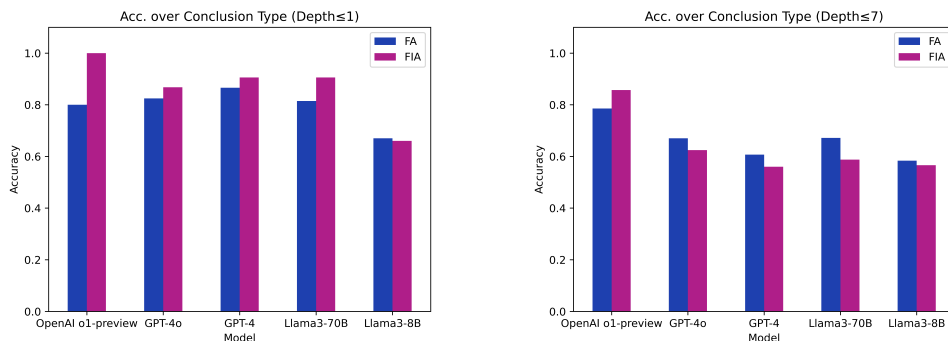 Acc. over Conclusion Type (Depth≤1)
FA
FIA
1.0
0.8
0.6
0.4
0.2
0.0
Accuracy
OpenAI o1-preview GPT-4o GPT-4 Llama3-70B Llama3-8B
Model
Acc. over Conclusion Type (Depth≤7)
FA
FIA
1.0
0.8
0.6
0.4
0.2
0.0
Accuracy
OpenAI o1-preview GPT-4o GPT-4 Llama3-70B Llama3-8B
Model